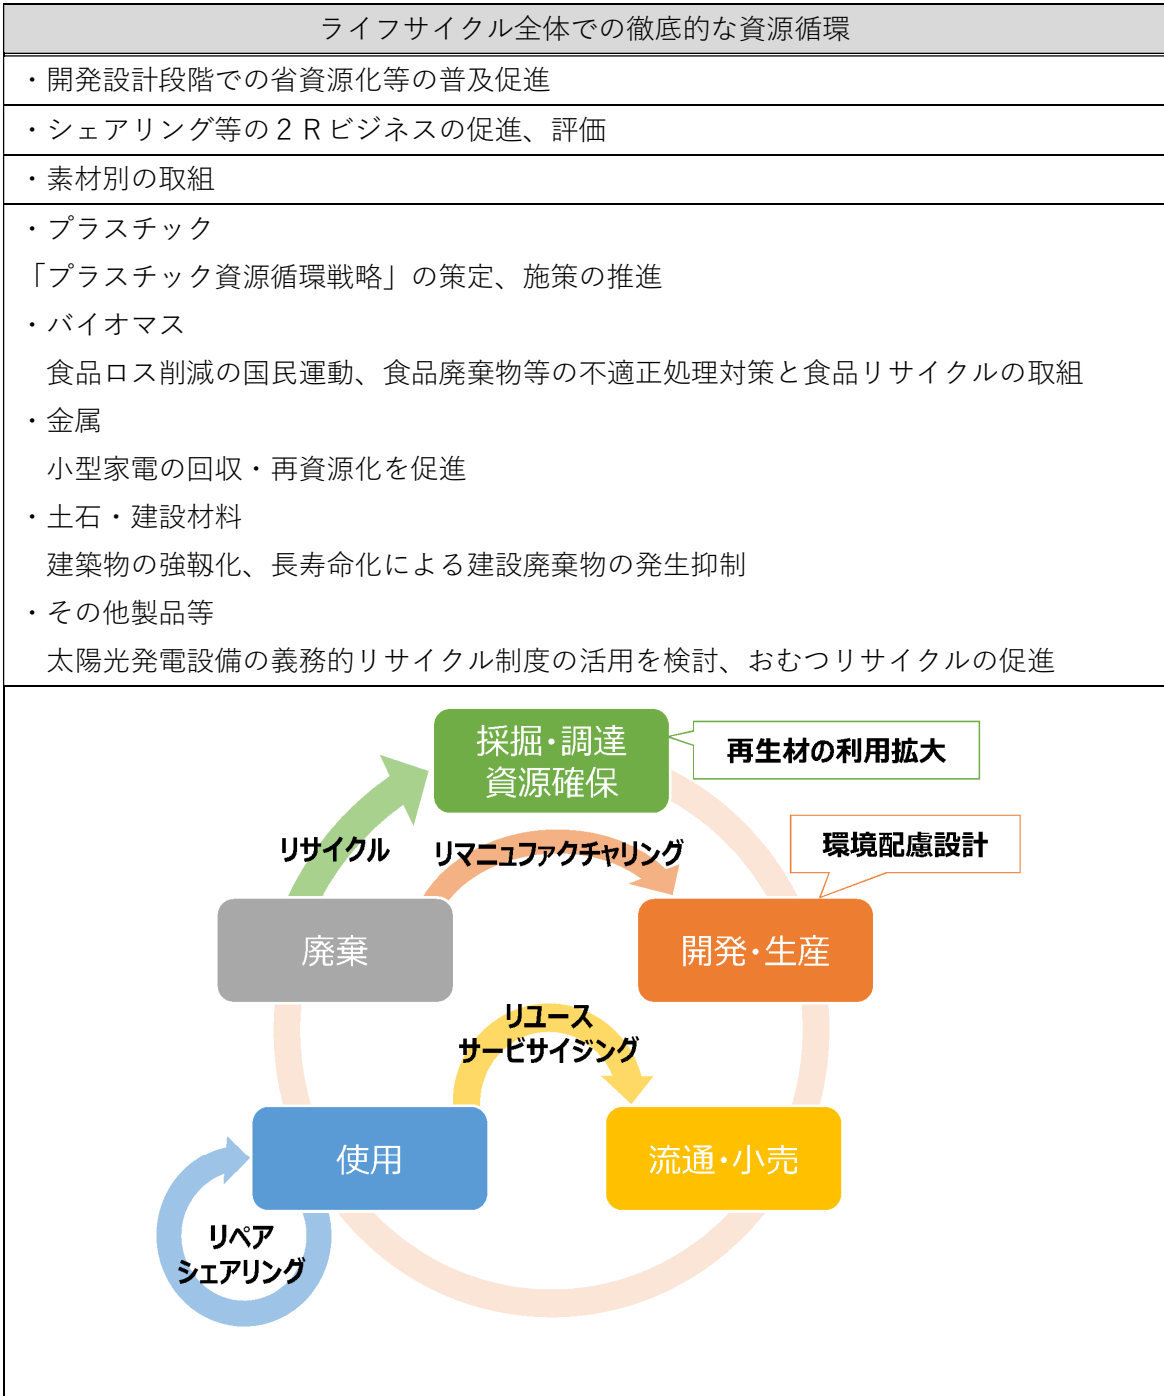 ライフサイクル全体での徹底的な資源循環
・開発設計段階での省資源化等の普及促進
・シェアリング等の２Ｒビジネスの促進、評価
・素材別の取組
・プラスチック
「プラスチック資源循環戦略」の策定、施策の推進
・バイオマス
食品ロス削減の国民運動、食品廃棄物等の不適正処理対策と食品リサイクルの取組
・金属
小型家電の回収・再資源化を促進
・土石・建設材料
建築物の強靱化、長寿命化による建設廃棄物の発生抑制
・その他製品等
太陽光発電設備の義務的リサイクル制度の活用を検討、おむつリサイクルの促進
採掘・調達
資源確保
再生材の利用拡大
リサイクル
リマニュファクチャリング
環境配慮設計
廃棄
開発・生産
リユース
サービサイジング
使用
流通・小売
リペア
シェアリング